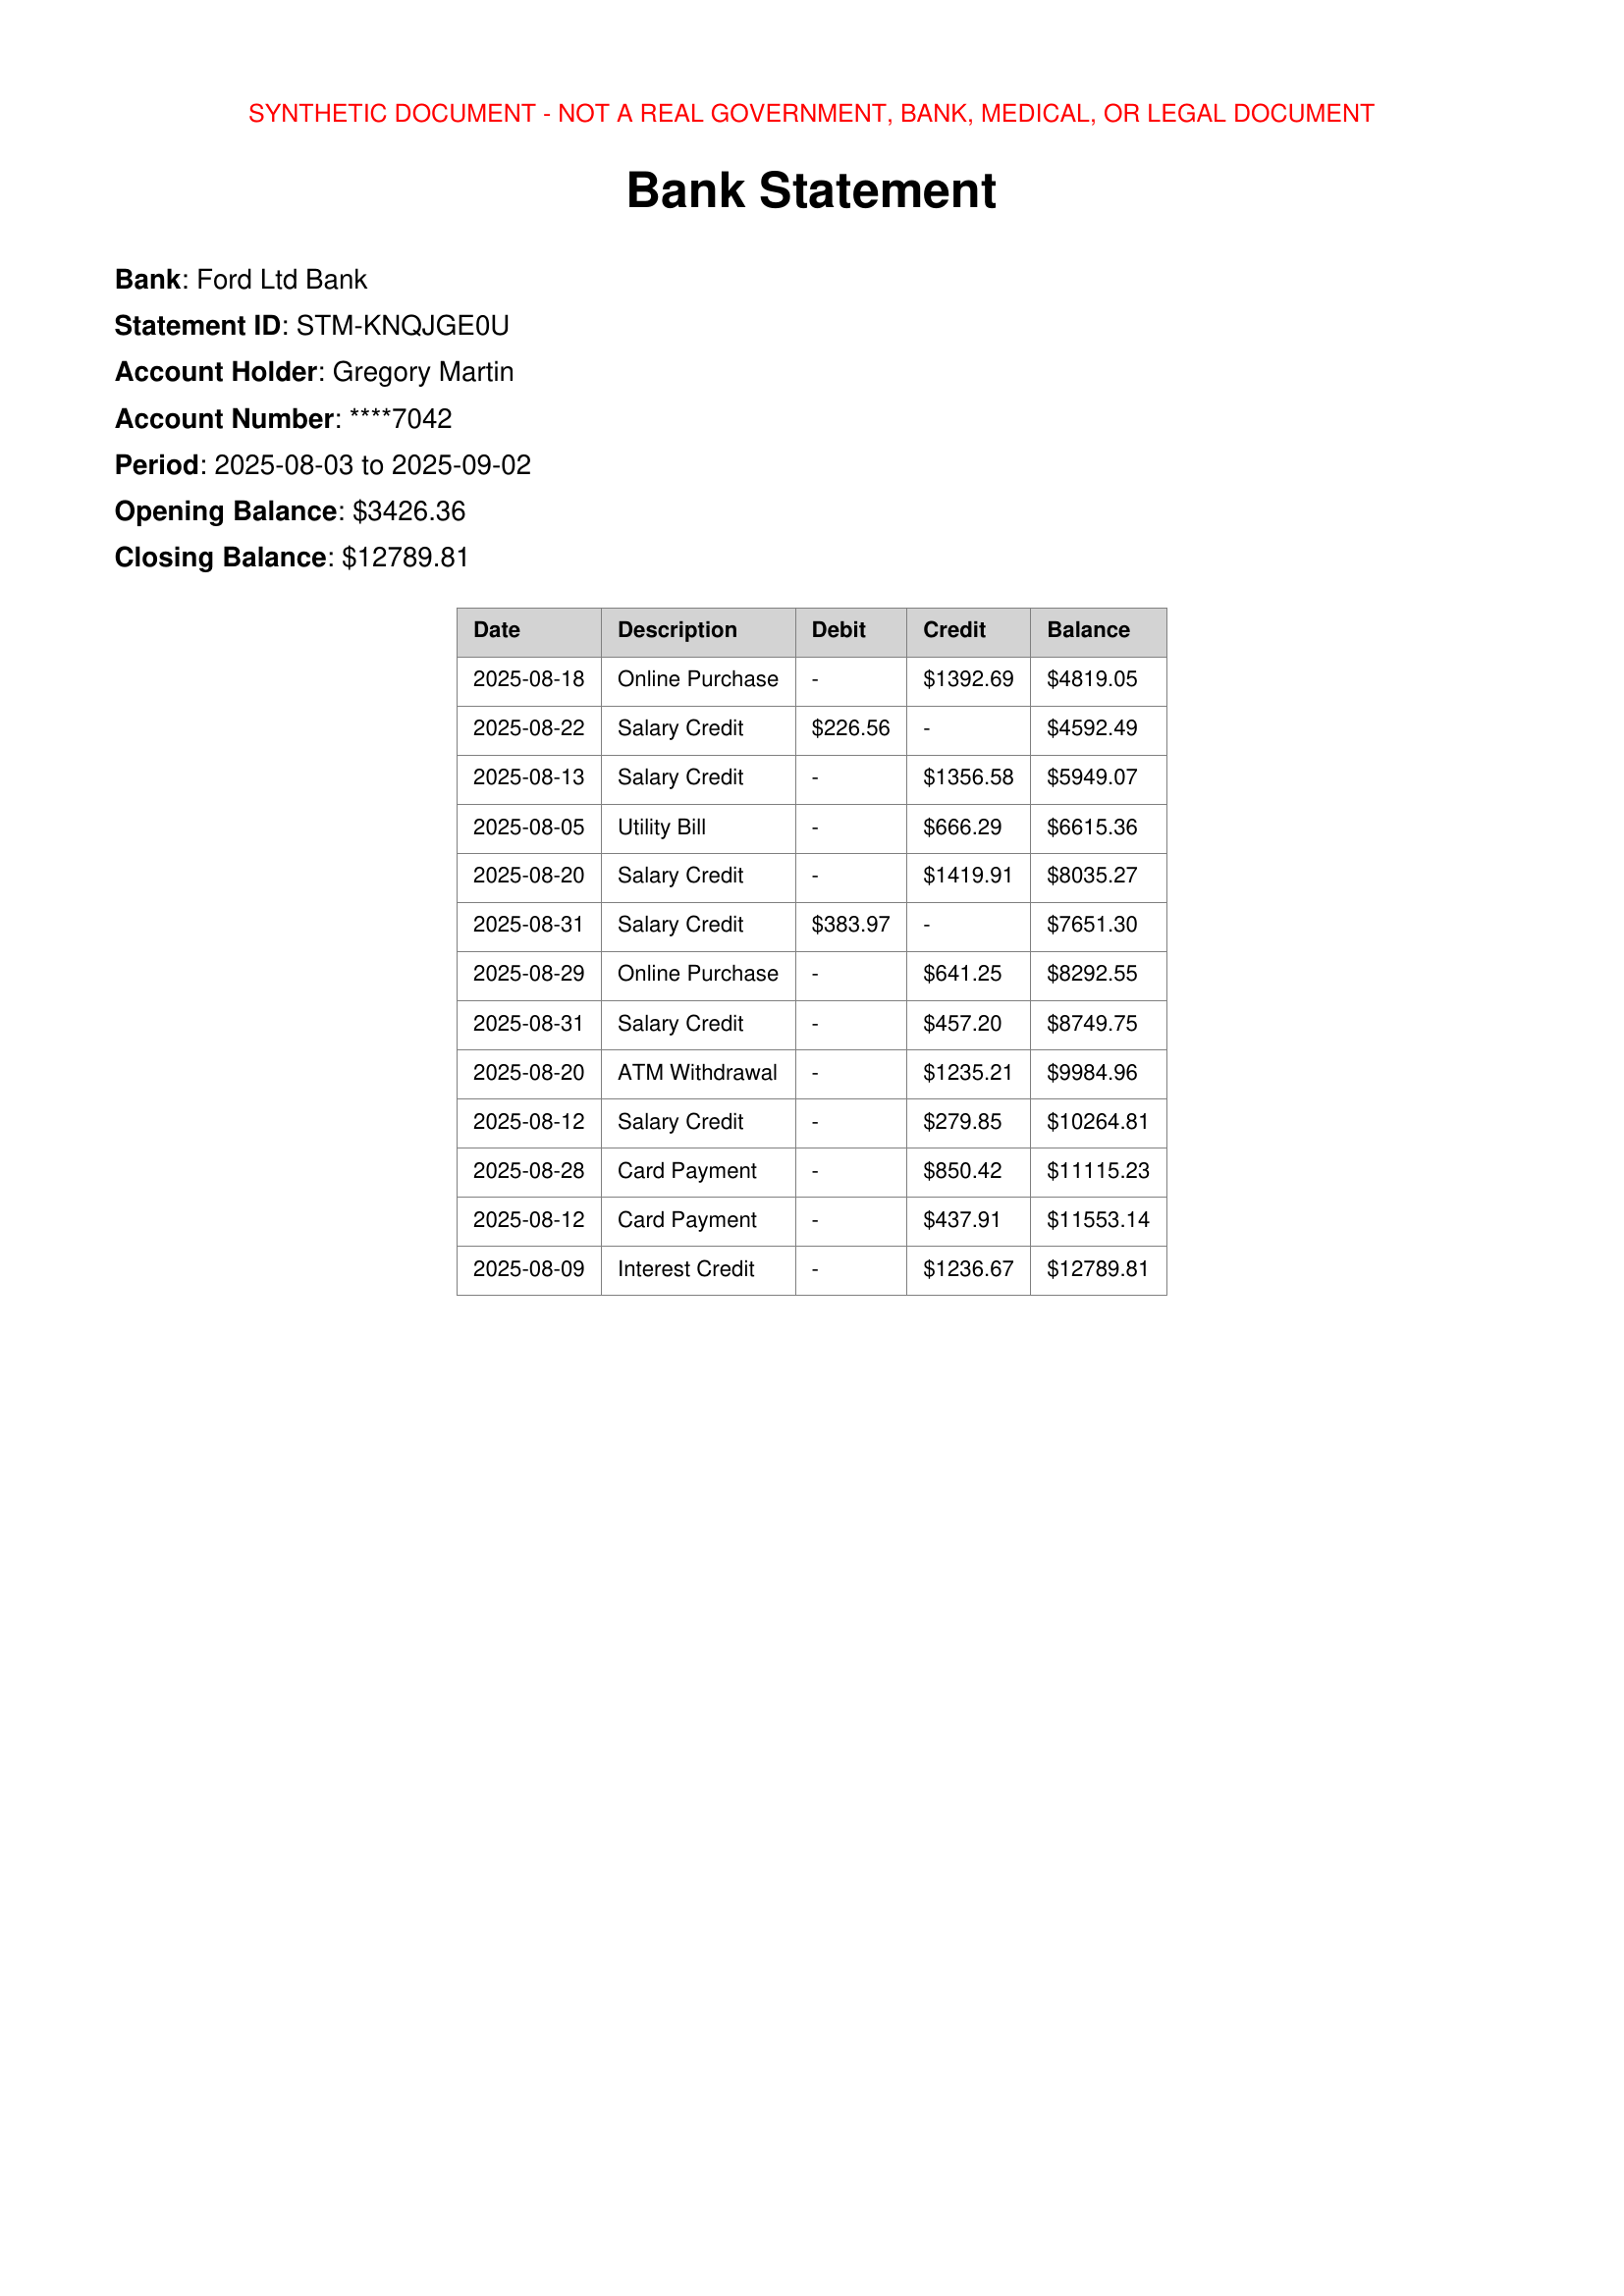 SYNTHETIC DOCUMENT - NOT A REAL GOVERNMENT, BANK, MEDICAL, OR LEGAL DOCUMENT
Bank Statement
Bank: Ford Ltd Bank
Statement ID: STM-KNQJGE0U
Account Holder: Gregory Martin
Account Number: ****7042
Period: 2025-08-03 to 2025-09-02
Opening Balance: $3426.36
Closing Balance: $12789.81
Date Description Debit Credit Balance
2025-08-18 Online Purchase - $1392.69 $4819.05
2025-08-22 Salary Credit $226.56 - $4592.49
2025-08-13 Salary Credit - $1356.58 $5949.07
2025-08-05 Utility Bill - $666.29 $6615.36
2025-08-20 Salary Credit - $1419.91 $8035.27
2025-08-31 Salary Credit $383.97 - $7651.30
2025-08-29 Online Purchase - $641.25 $8292.55
2025-08-31 Salary Credit - $457.20 $8749.75
2025-08-20 ATM Withdrawal - $1235.21 $9984.96
2025-08-12 Salary Credit - $279.85 $10264.81
2025-08-28 Card Payment - $850.42 $11115.23
2025-08-12 Card Payment - $437.91 $11553.14
2025-08-09 Interest Credit - $1236.67 $12789.81